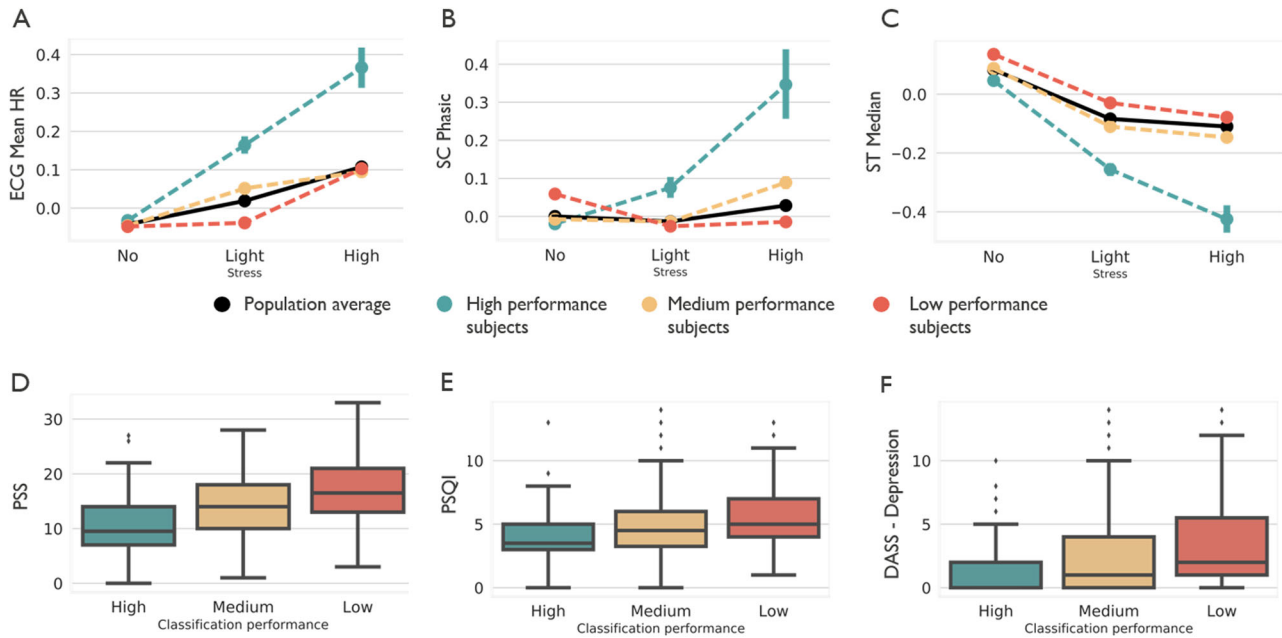 A
ECG Mean HR
0.4
0.3
0.2
0.1
0.0
No
Light
High
Stress
B
SC Phasic
0.4
0.3
0.2
0.1
0.0
No
Light
High
Stress
C
ST Median
0.0
−0.2
−0.4
No
Light
High
Stress
Population average
High performance
subjects
Medium performance
subjects
Low performance
subjects
D
PSS
30
20
10
0
High
Medium
Low
Classification performance
E
PSQI
10
5
0
High
Medium
Low
Classification performance
F
DASS - Depression
10
5
0
High
Medium
Low
Classification performance